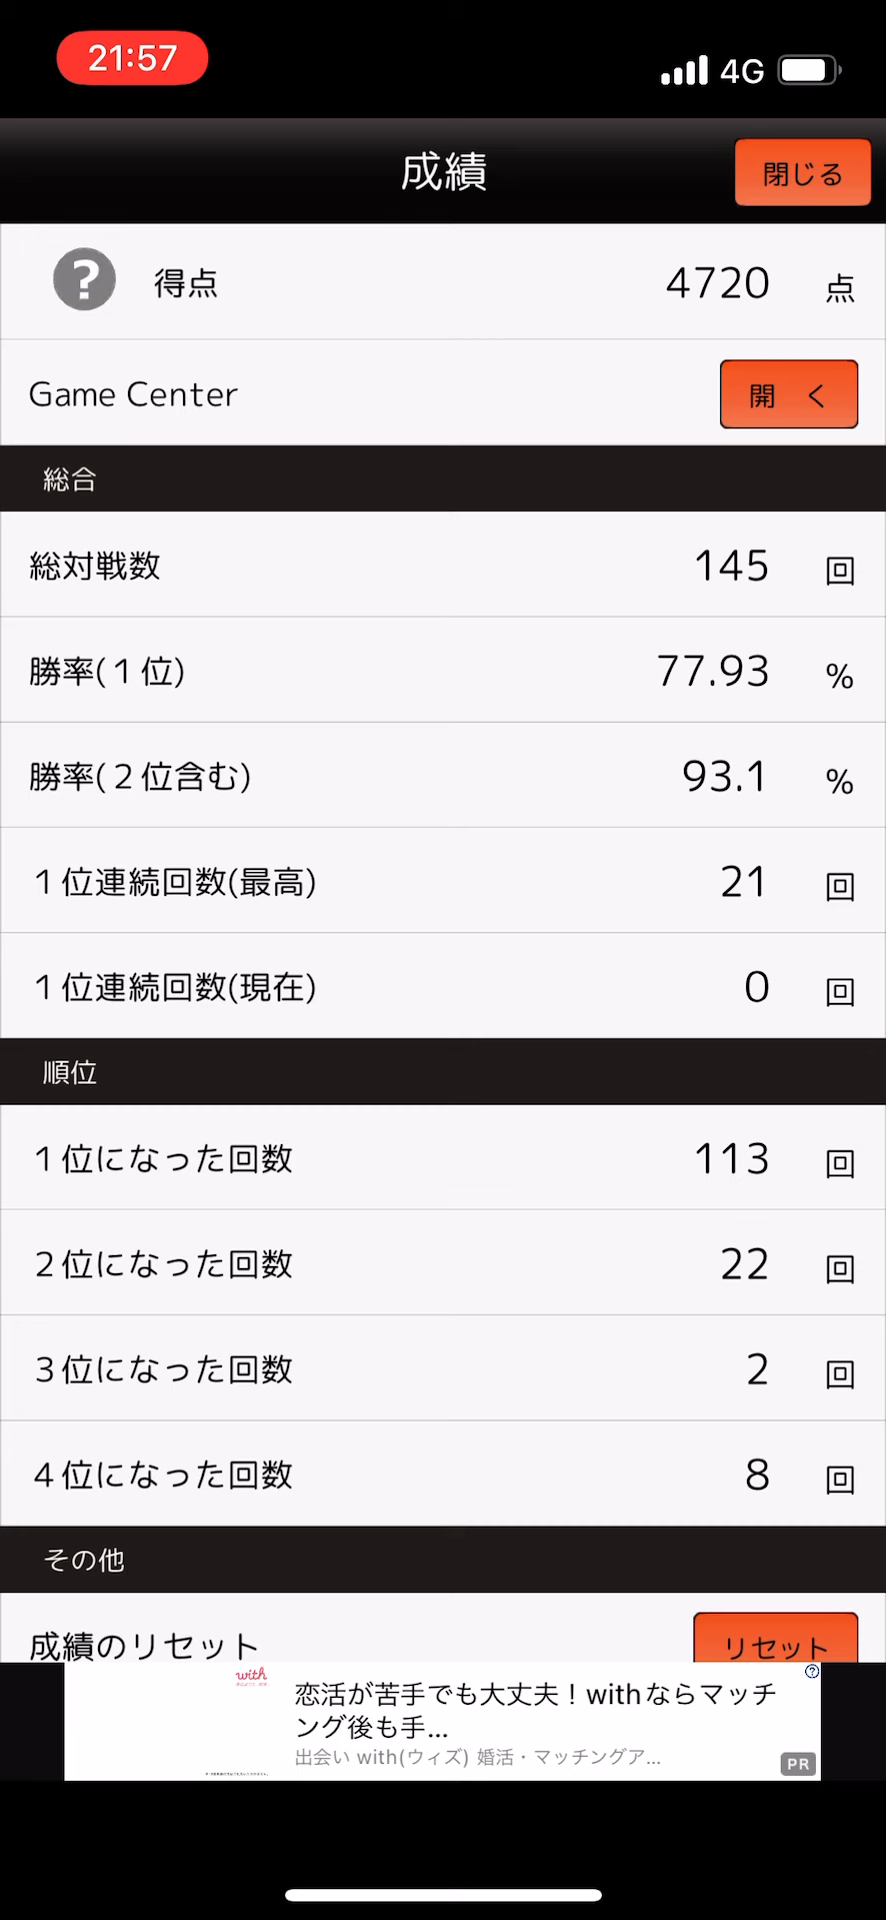 21:57
4G
成績
閉じる
? 得点 4720 点
Game Center 開く
総合
総対戦数 145 回
勝率(1位) 77.93 %
勝率(2位含む) 93.1 %
1位連続回数(最高) 21 回
1位連続回数(現在) 0 回
順位
1位になった回数 113 回
2位になった回数 22 回
3位になった回数 2 回
4位になった回数 8 回
その他
成績のリセット リセット
with
恋活が苦手でも大丈夫！withならマッチ
ング後も手...
出会い with(ウィズ) 婚活・マッチングア...
PR